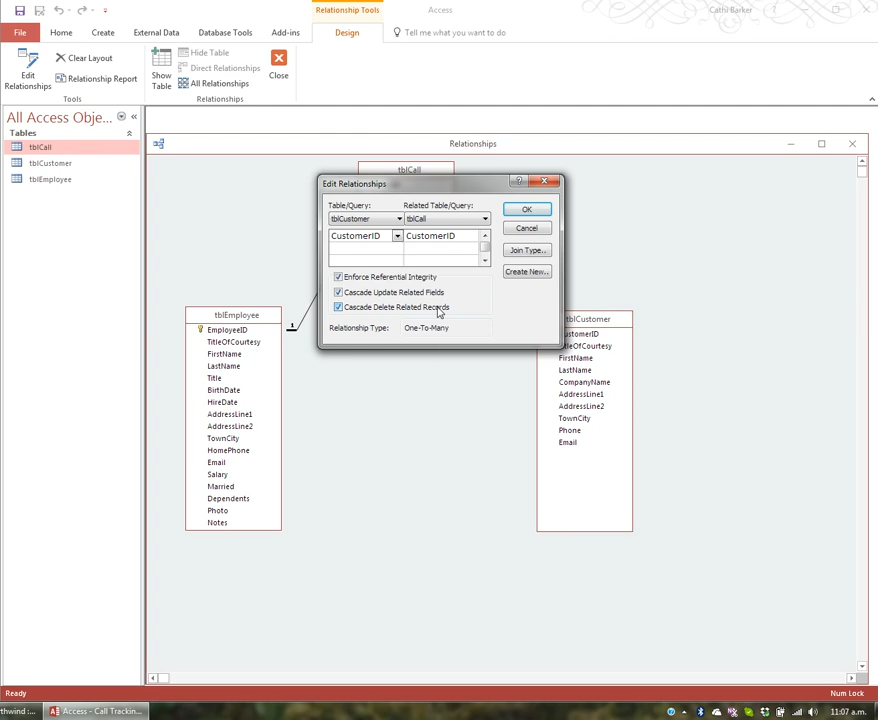 Relationship Tools
Access
Cathi Barker
File
Home
Create
External Data
Database Tools
Add-ins
Design
Tell me what you want to do
Edit
Relationships
Clear Layout
Relationship Report
Tools
Show
Table
Hide Table
Direct Relationships
All Relationships
Relationships
Close
All Access Obje...
Tables
tblCall
tblCustomer
tblEmployee
Relationships
tblCall
Edit Relationships
Table/Query:
Related Table/Query:
tblCustomer
tblCall
CustomerID
CustomerID
Enforce Referential Integrity
Cascade Update Related Fields
Cascade Delete Related Records
Relationship Type:
One-To-Many
OK
Cancel
Join Type..
Create New..
1
tblEmployee
EmployeeID
TitleOfCourtesy
FirstName
LastName
Title
BirthDate
HireDate
AddressLine1
AddressLine2
TownCity
HomePhone
Email
Salary
Married
Dependents
Photo
Notes
tblCustomer
ustomerID
tleOfCourtesy
FirstName
LastName
CompanyName
AddressLine1
AddressLine2
TownCity
Phone
Email
Ready
Num Lock
thwind :...
Access - Call Trackin...
11:07 a.m.